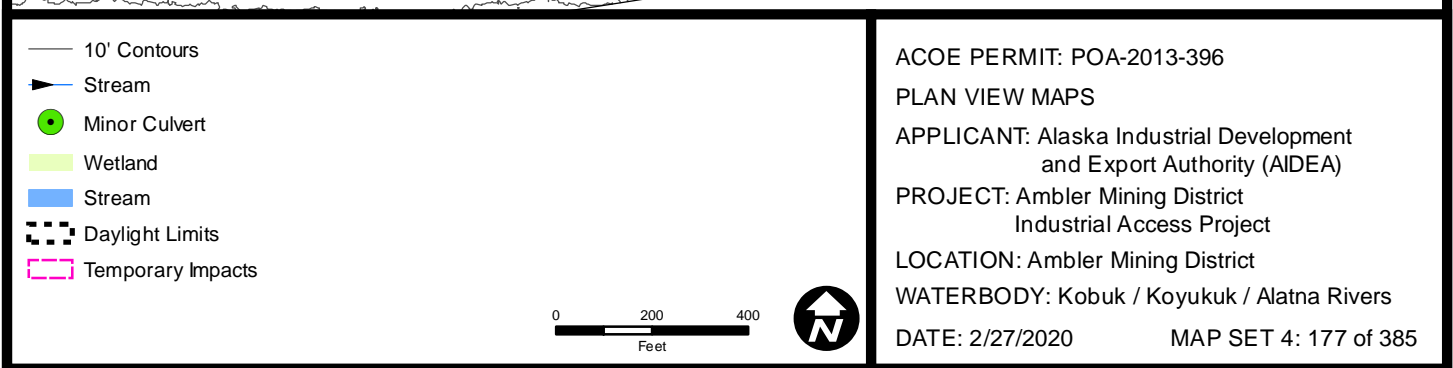 10' Contours
Stream
Minor Culvert
Wetland
Stream
Daylight Limits
Temporary Impacts
0 200 400
Feet
N
ACOE PERMIT: POA-2013-396
PLAN VIEW MAPS
APPLICANT: Alaska Industrial Development
and Export Authority (AIDEA)
PROJECT: Ambler Mining District
Industrial Access Project
LOCATION: Ambler Mining District
WATERBODY: Kobuk / Koyukuk / Alatna Rivers
DATE: 2/27/2020 MAP SET 4: 177 of 385